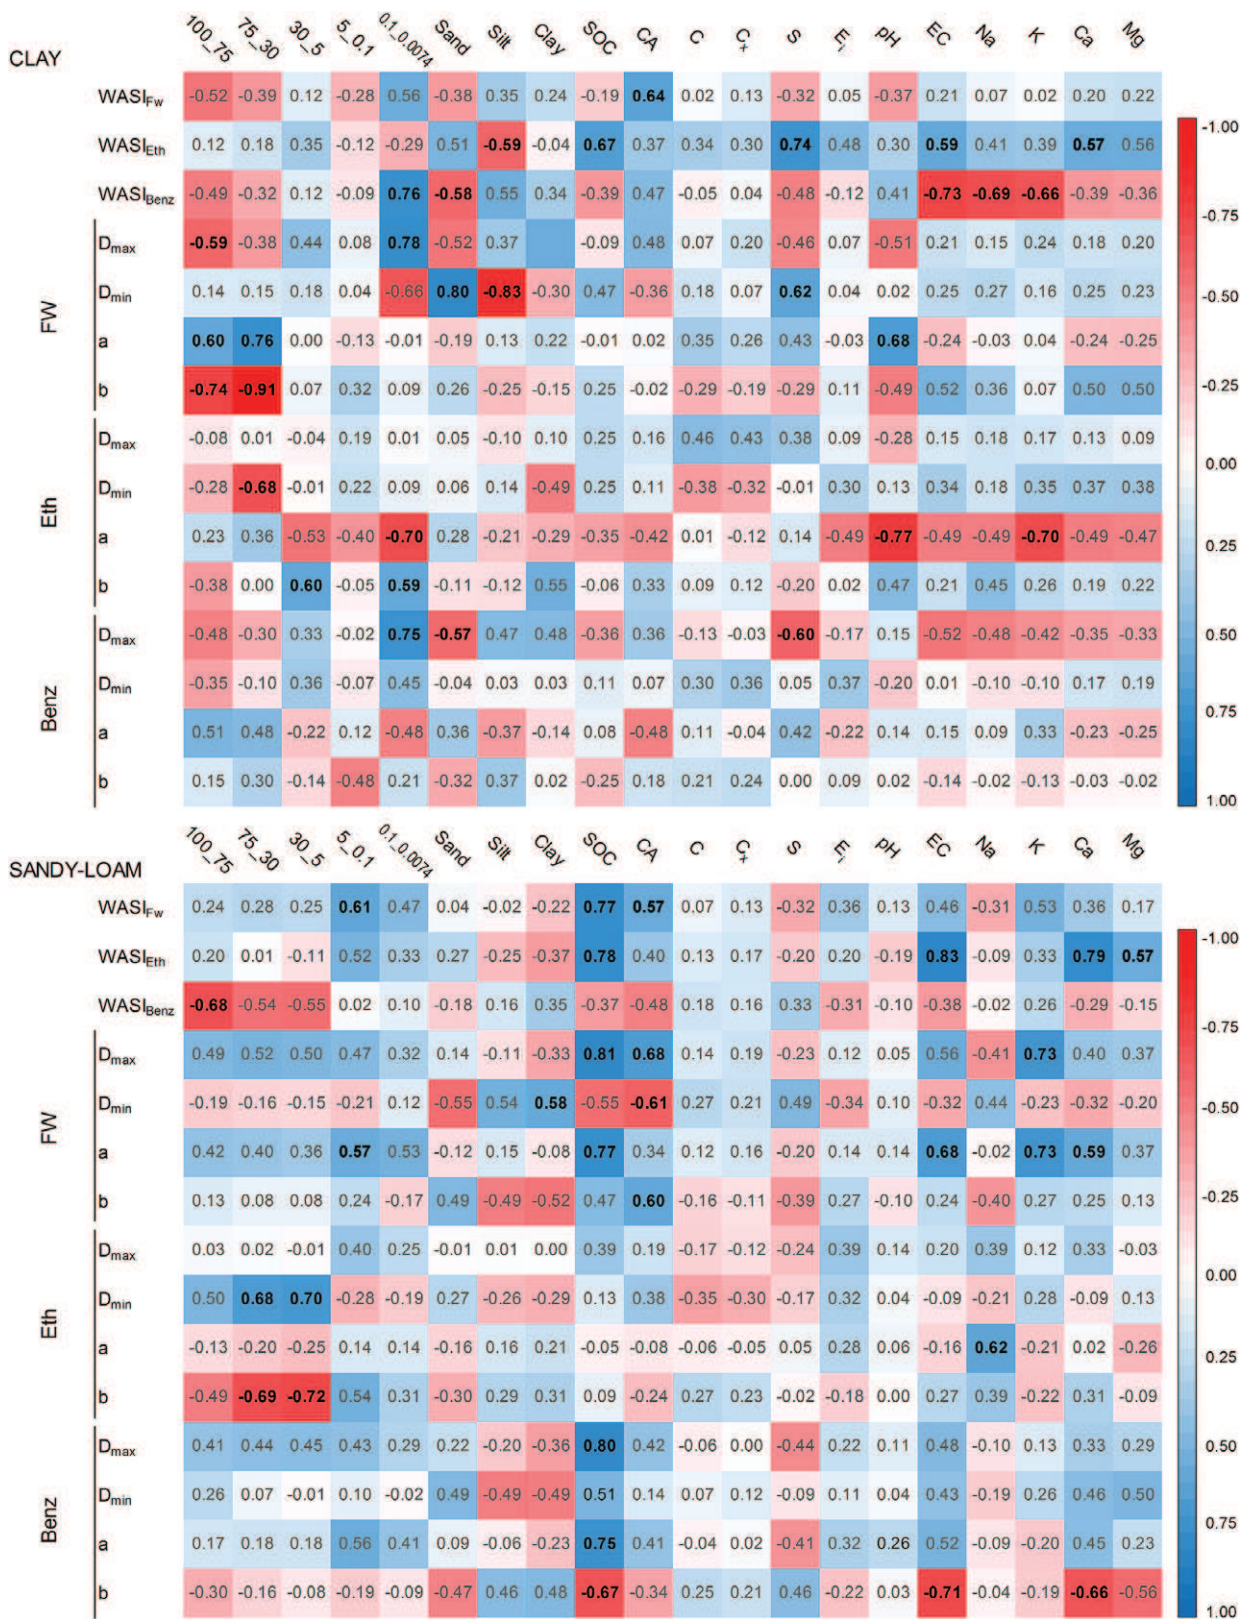 100_75 75_30 30_5 5_0.1 0.1_0.0074 Sand Silt Clay SOC CA C Cx S Ei pH EC Na K Ca Mg
CLAY
WASIFw -0.52 -0.39 0.12 -0.28 0.56 -0.38 0.35 0.24 -0.19 0.64 0.02 0.13 -0.32 0.05 -0.37 0.21 0.07 0.02 0.20 0.22
WASIEth 0.12 0.18 0.35 -0.12 -0.29 0.51 -0.59 -0.04 0.67 0.37 0.34 0.30 0.74 0.48 0.30 0.59 0.41 0.39 0.57 0.56
WASIBenz -0.49 -0.32 0.12 -0.09 0.76 -0.58 0.55 0.34 -0.39 0.47 -0.05 0.04 -0.48 -0.12 0.41 -0.73 -0.69 -0.66 -0.39 -0.36
FW
Dmax -0.59 -0.38 0.44 0.08 0.78 -0.52 0.37 -0.09 0.48 0.07 0.20 -0.46 0.07 -0.51 0.21 0.15 0.24 0.18 0.20
Dmin 0.14 0.15 0.18 0.04 -0.66 0.80 -0.83 -0.30 0.47 -0.36 0.18 0.07 0.62 0.04 0.02 0.25 0.27 0.16 0.25 0.23
a 0.60 0.76 0.00 -0.13 -0.01 -0.19 0.13 0.22 -0.01 0.02 0.35 0.26 0.43 -0.03 0.68 -0.24 -0.03 0.04 -0.24 -0.25
b -0.74 -0.91 0.07 0.32 0.09 0.26 -0.25 -0.15 0.25 -0.02 -0.29 -0.19 -0.29 0.11 -0.49 0.52 0.36 0.07 0.50 0.50
Eth
Dmax -0.08 0.01 -0.04 0.19 0.01 0.05 -0.10 0.10 0.25 0.16 0.46 0.43 0.38 0.09 -0.28 0.15 0.18 0.17 0.13 0.09
Dmin -0.28 -0.68 -0.01 0.22 0.09 0.06 0.14 -0.49 0.25 0.11 -0.38 -0.32 -0.01 0.30 0.13 0.34 0.18 0.35 0.37 0.38
a 0.23 0.36 -0.53 -0.40 -0.70 0.28 -0.21 -0.29 -0.35 -0.42 0.01 -0.12 0.14 -0.49 -0.77 -0.49 -0.49 -0.70 -0.49 -0.47
b -0.38 0.00 0.60 -0.05 0.59 -0.11 -0.12 0.55 -0.06 0.33 0.09 0.12 -0.20 0.02 0.47 0.21 0.45 0.26 0.19 0.22
Benz
Dmax -0.48 -0.30 0.33 -0.02 0.75 -0.57 0.47 0.48 -0.36 0.36 -0.13 -0.03 -0.60 -0.17 0.15 -0.52 -0.48 -0.42 -0.35 -0.33
Dmin -0.35 -0.10 0.36 -0.07 0.45 -0.04 0.03 0.03 0.11 0.07 0.30 0.36 0.05 0.37 -0.20 0.01 -0.10 -0.10 0.17 0.19
a 0.51 0.48 -0.22 0.12 -0.48 0.36 -0.37 -0.14 0.08 -0.48 0.11 -0.04 0.42 -0.22 0.14 0.15 0.09 0.33 -0.23 -0.25
b 0.15 0.30 -0.14 -0.48 0.21 -0.32 0.37 0.02 -0.25 0.18 0.21 0.24 0.00 0.09 0.02 -0.14 -0.02 -0.13 -0.03 -0.02
-1.00
-0.75
-0.50
-0.25
0.00
0.25
0.50
0.75
1.00
100_75 75_30 30_5 5_0.1 0.1_0.0074 Sand Silt Clay SOC CA C Cx S Ei pH EC Na K Ca Mg
SANDY-LOAM
WASIFw 0.24 0.28 0.25 0.61 0.47 0.04 -0.02 -0.22 0.77 0.57 0.07 0.13 -0.32 0.36 0.13 0.46 -0.31 0.53 0.36 0.17
WASIEth 0.20 0.01 -0.11 0.52 0.33 0.27 -0.25 -0.37 0.78 0.40 0.13 0.17 -0.20 0.20 -0.19 0.83 -0.09 0.33 0.79 0.57
WASIBenz -0.68 -0.54 -0.55 0.02 0.10 -0.18 0.16 0.35 -0.37 -0.48 0.18 0.16 0.33 -0.31 -0.10 -0.38 -0.02 0.26 -0.29 -0.15
FW
Dmax 0.49 0.52 0.50 0.47 0.32 0.14 -0.11 -0.33 0.81 0.68 0.14 0.19 -0.23 0.12 0.05 0.56 -0.41 0.73 0.40 0.37
Dmin -0.19 -0.16 -0.15 -0.21 0.12 -0.55 0.54 0.58 -0.55 -0.61 0.27 0.21 0.49 -0.34 0.10 -0.32 0.44 -0.23 -0.32 -0.20
a 0.42 0.40 0.36 0.57 0.53 -0.12 0.15 -0.08 0.77 0.34 0.12 0.16 -0.20 0.14 0.14 0.68 -0.02 0.73 0.59 0.37
b 0.13 0.08 0.08 0.24 -0.17 0.49 -0.49 -0.52 0.47 0.60 -0.16 -0.11 -0.39 0.27 -0.10 0.24 -0.40 0.27 0.25 0.13
Eth
Dmax 0.03 0.02 -0.01 0.40 0.25 -0.01 0.01 0.00 0.39 0.19 -0.17 -0.12 -0.24 0.39 0.14 0.20 0.39 0.12 0.33 -0.03
Dmin 0.50 0.68 0.70 -0.28 -0.19 0.27 -0.26 -0.29 0.13 0.38 -0.35 -0.30 -0.17 0.32 0.04 -0.09 -0.21 0.28 -0.09 0.13
a -0.13 -0.20 -0.25 0.14 0.14 -0.16 0.16 0.21 -0.05 -0.08 -0.06 -0.05 0.05 0.28 0.06 -0.16 0.62 -0.21 0.02 -0.26
b -0.49 -0.69 -0.72 0.54 0.31 -0.30 0.29 0.31 0.09 -0.24 0.27 0.23 -0.02 -0.18 0.00 0.27 0.39 -0.22 0.31 -0.09
Benz
Dmax 0.41 0.44 0.45 0.43 0.29 0.22 -0.20 -0.36 0.80 0.42 -0.06 0.00 -0.44 0.22 0.11 0.48 -0.10 0.13 0.33 0.29
Dmin 0.26 0.07 -0.01 0.10 -0.02 0.49 -0.49 -0.49 0.51 0.14 0.07 0.12 -0.09 0.11 0.04 0.43 -0.19 0.26 0.46 0.50
a 0.17 0.18 0.18 0.56 0.41 0.09 -0.06 -0.23 0.75 0.41 -0.04 0.02 -0.41 0.32 0.26 0.52 -0.09 -0.20 0.45 0.23
b -0.30 -0.16 -0.08 -0.19 -0.09 -0.47 0.46 0.48 -0.67 -0.34 0.25 0.21 0.46 -0.22 0.03 -0.71 -0.04 -0.19 -0.66 -0.56
-1.00
-0.75
-0.50
-0.25
0.00
0.25
0.50
0.75
1.00